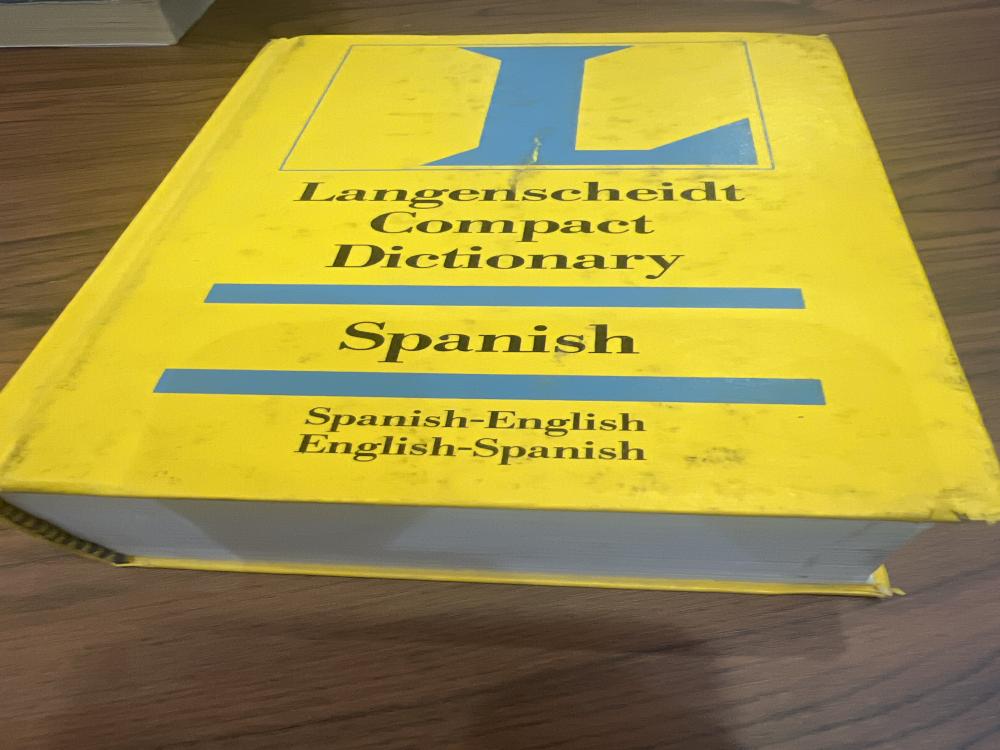 L
Langenscheidt
Compact
Dictionary
Spanish
Spanish-English
English-Spanish